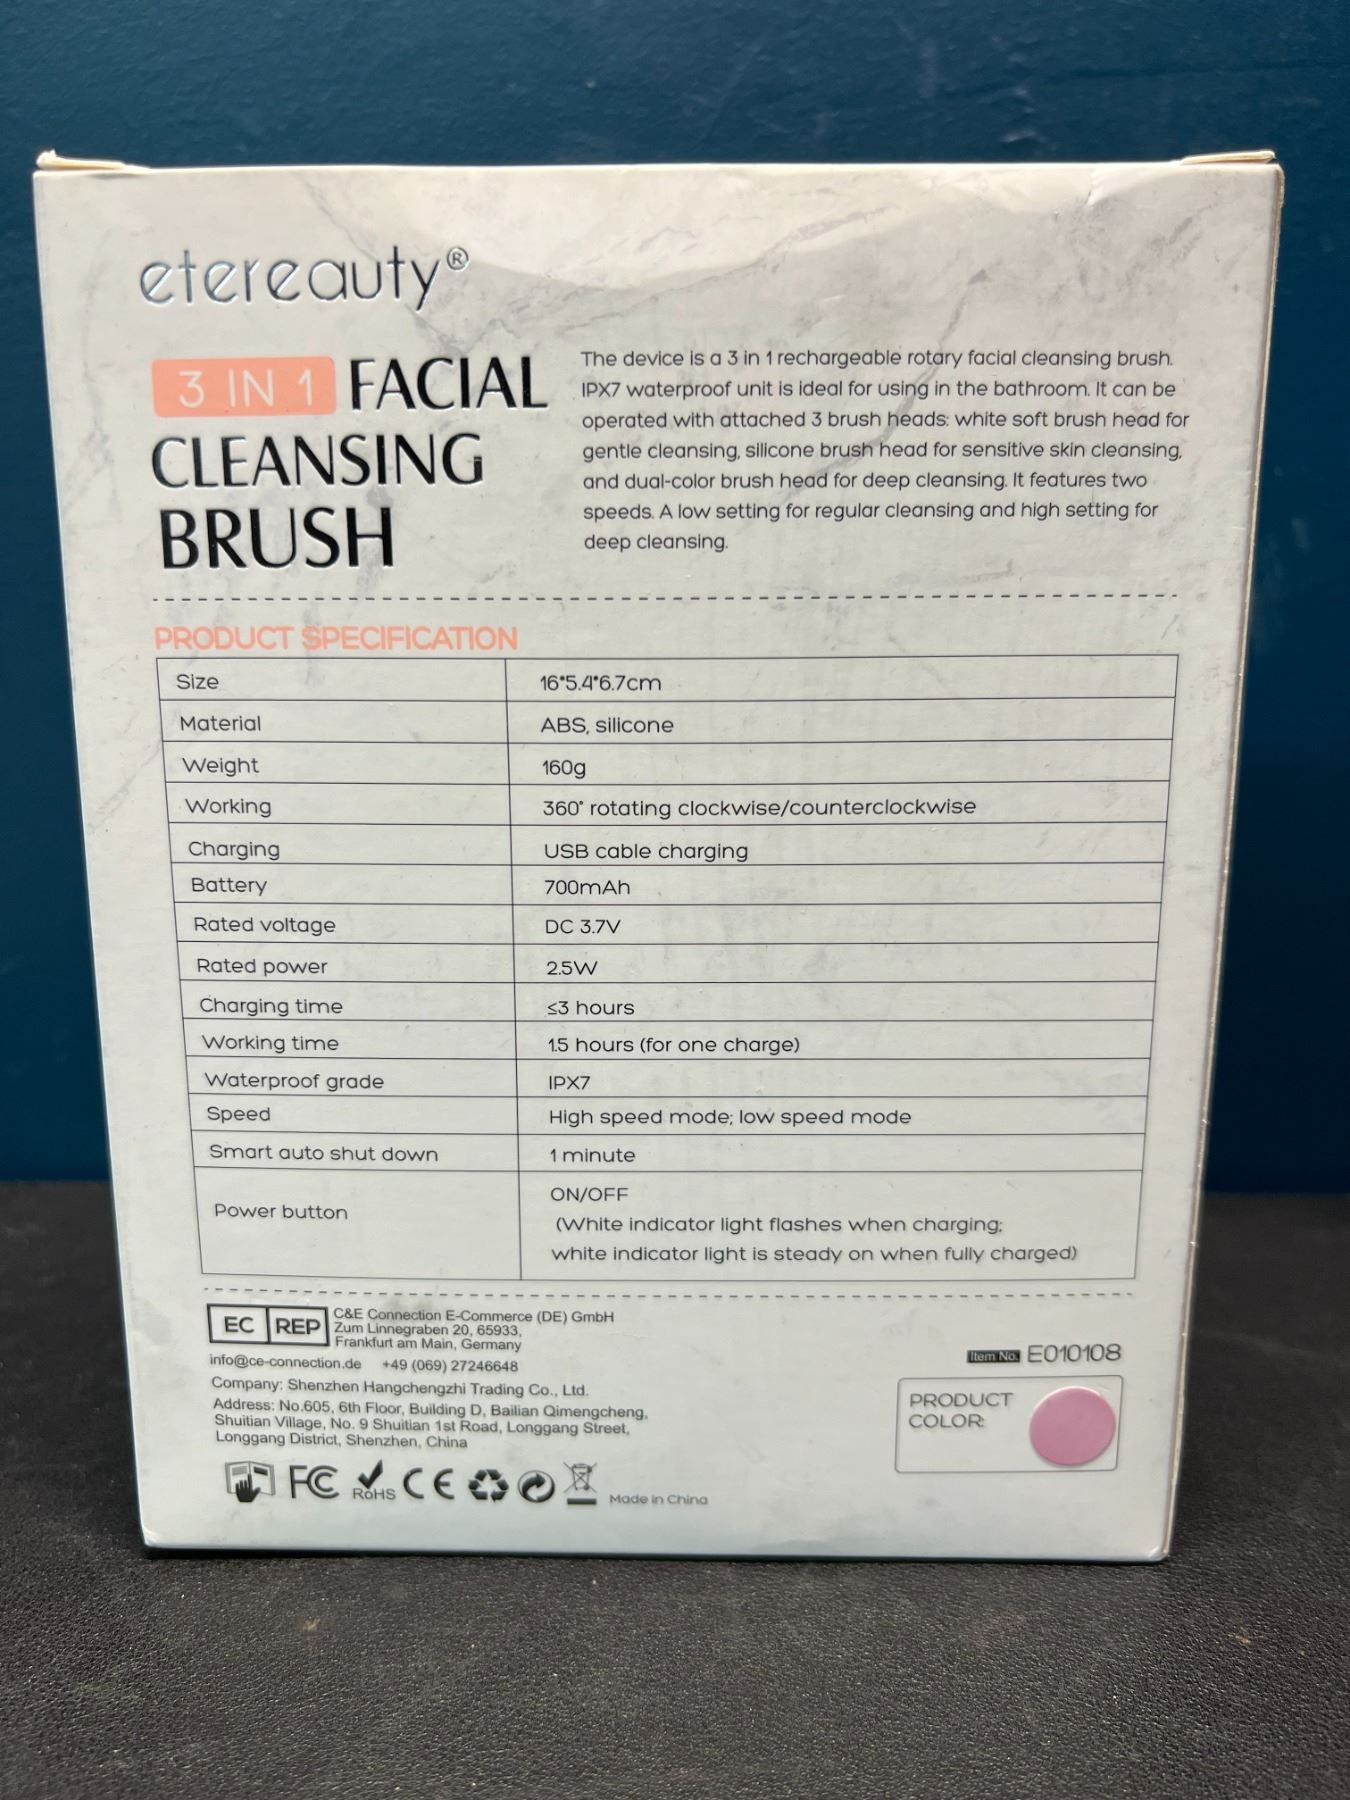 etereauty®
3 IN 1 FACIAL
CLEANSING
BRUSH
The device is a 3 in 1 rechargeable rotary facial cleansing brush.
IPX7 waterproof unit is ideal for using in the bathroom. It can be
operated with attached 3 brush heads: white soft brush head for
gentle cleansing, silicone brush head for sensitive skin cleansing,
and dual-color brush head for deep cleansing. It features two
speeds. A low setting for regular cleansing and high setting for
deep cleansing.
PRODUCT SPECIFICATION
Size 16*5.4*6.7cm
Material ABS, silicone
Weight 160g
Working 360° rotating clockwise/counterclockwise
Charging USB cable charging
Battery 700mAh
Rated voltage DC 3.7V
Rated power 2.5W
Charging time ≤3 hours
Working time 1.5 hours (for one charge)
Waterproof grade IPX7
Speed High speed mode; low speed mode
Smart auto shut down 1 minute
Power button
ON/OFF
(White indicator light flashes when charging;
white indicator light is steady on when fully charged)
EC REP
C&E Connection E-Commerce (DE) GmbH
Zum Linnegraben 20, 65933,
Frankfurt am Main, Germany
info@ce-connection.de +49 (069) 27246648
Company: Shenzhen Hangchengzhi Trading Co., Ltd.
Address: No.605, 6th Floor, Building D, Bailian Qimengcheng,
Shuitian Village, No. 9 Shuitian 1st Road, Longgang Street,
Longgang District, Shenzhen, China
Item No. E010108
PRODUCT
COLOR:
FC RoHS CE Made in China